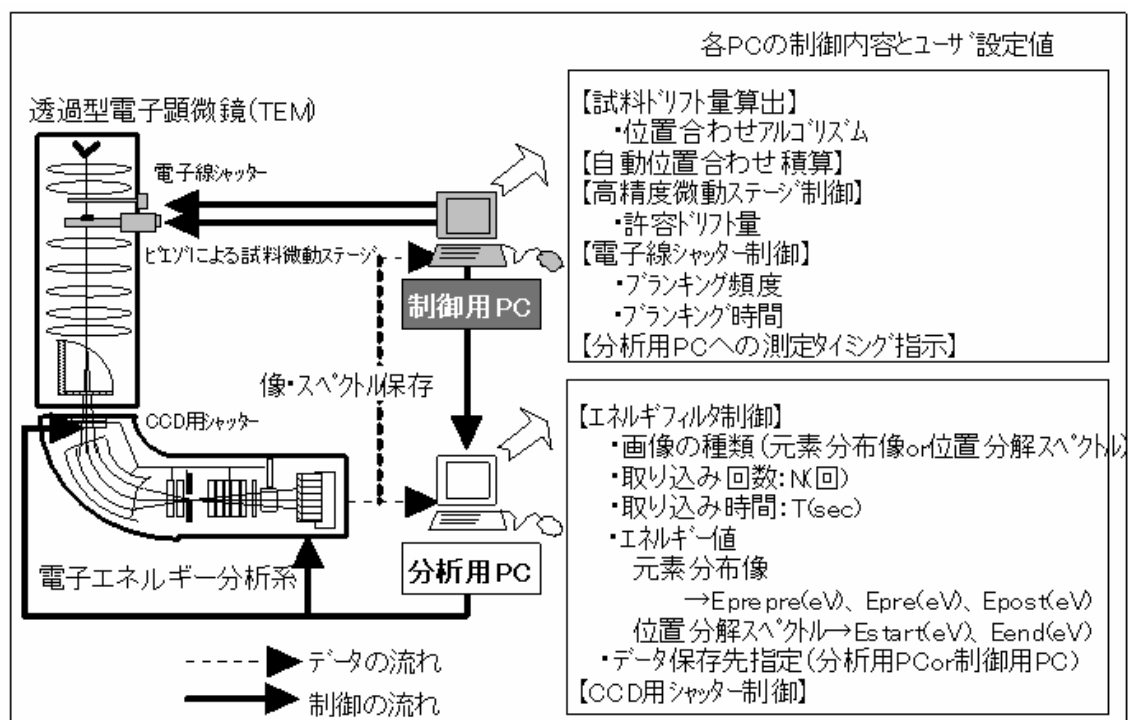 各PCの制御内容とユーザ設定値
透過型電子顕微鏡(TEM)
電子線シャッター
ピエゾによる試料微動ステージ
制御用PC
像・スペクトル保存
CCD用シャッター
電子エネルギー分析系
分析用PC
データの流れ
制御の流れ
【試料ドリフト量算出】
・位置合わせアルゴリズム
【自動位置合わせ積算】
【高精度微動ステージ制御】
・許容ドリフト量
【電子線シャッター制御】
・ブランキング頻度
・ブランキング時間
【分析用PCへの測定タイミング指示】
【エネルギフィルタ制御】
・画像の種類(元素分布像or位置分解スペクトル)
・取り込み回数:N(回)
・取り込み時間:T(sec)
・エネルギー値
元素分布像
→Eprepre(eV)、Epre(eV)、Epost(eV)
位置分解スペクトル→Estart(eV)、Eend(eV)
・データ保存先指定(分析用PCor制御用PC)
【CCD用シャッター制御】